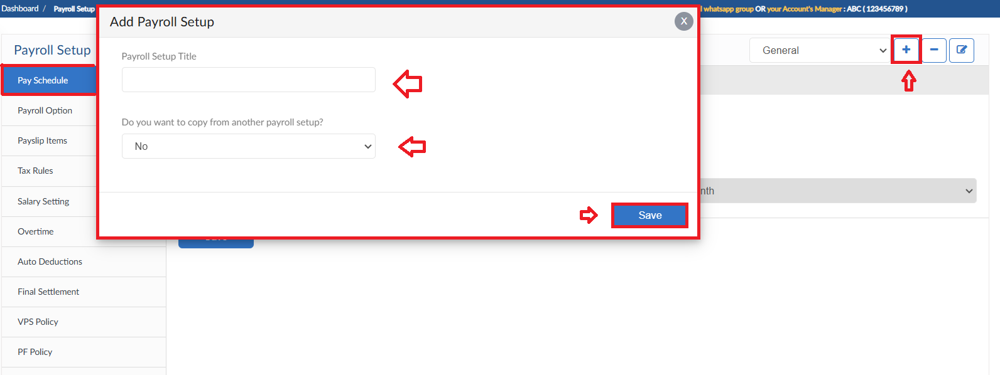 Dashboard / Payroll Setup
whatsapp group OR your Account's Manager : ABC ( 123456789 )
Add Payroll Setup
X
Payroll Setup
General
Payroll Setup Title
Pay Schedule
Payroll Option
Do you want to copy from another payroll setup?
Payslip Items
No
Tax Rules
nth
Salary Setting
Save
Overtime
Auto Deductions
Final Settlement
VPS Policy
PF Policy